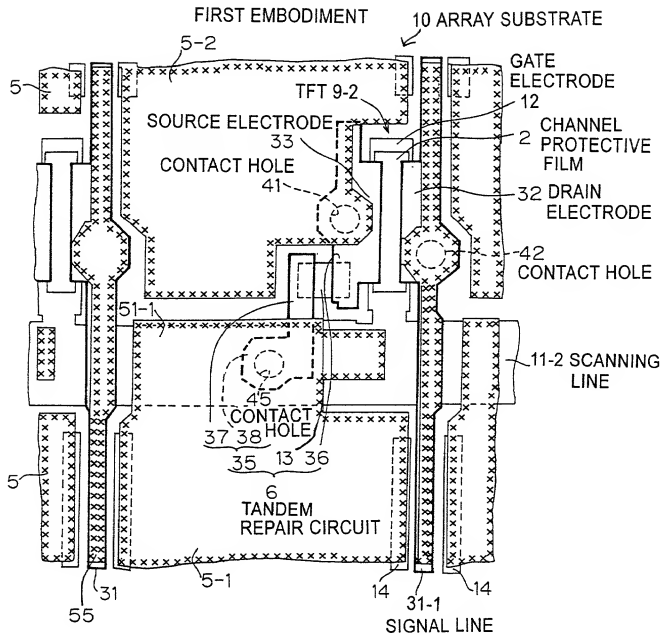 FIRST EMBODIMENT
10 ARRAY SUBSTRATE
5-2
GATE
ELECTRODE
5
TFT 9-2
12
SOURCE ELECTRODE
33
2 CHANNEL
PROTECTIVE
FILM
CONTACT HOLE
41
32 DRAIN
ELECTRODE
42
CONTACT HOLE
51-1
11-2 SCANNING
LINE
45
CONTACT
HOLE
37 38 13 36
35
5
6
TANDEM
REPAIR CIRCUIT
5-1
55
31
14
31-1
14
SIGNAL LINE